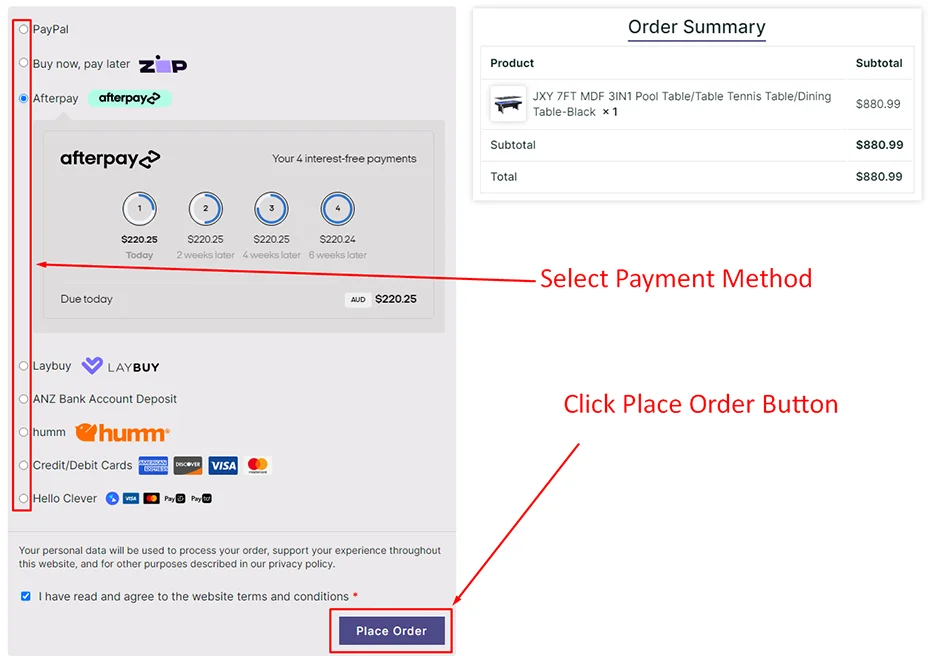 PayPal
Buy now, pay later ZIP
Afterpay afterpay
afterpay Your 4 interest-free payments
1 2 3 4
$220.25 $220.25 $220.25 $220.24
Today 2 weeks later 4 weeks later 6 weeks later
Due today AUD $220.25
Laybuy LAYBUY
ANZ Bank Account Deposit
humm humm
Credit/Debit Cards AMERICAN EXPRESS DISCOVER VISA mastercard
Hello Clever VISA Pay Pay
Your personal data will be used to process your order, support your experience throughout
this website, and for other purposes described in our privacy policy.
I have read and agree to the website terms and conditions *
Place Order
Order Summary
Product Subtotal
JXY 7FT MDF 3IN1 Pool Table/Table Tennis Table/Dining
Table-Black × 1 $880.99
Subtotal $880.99
Total $880.99
Select Payment Method
Click Place Order Button